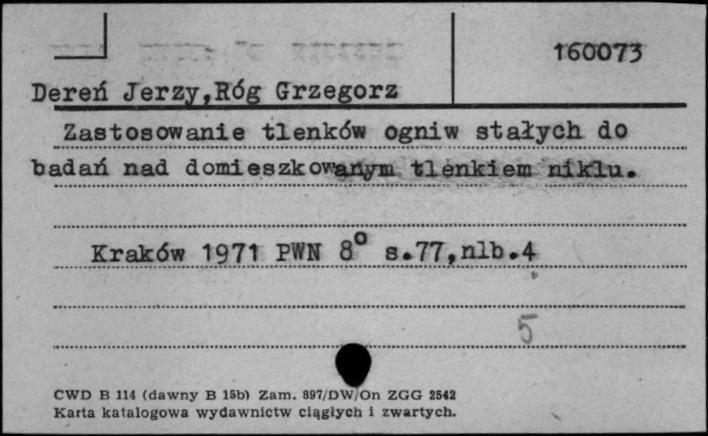 160073
Dereń Jerzy,Róg Grzegorz
Zastosowanie tlenków ogniw stałych do
badań nad domieszkowanym tlenkiem niklu.
Kraków 1971 PWN 8° s.77,nlb.4
5
CWD B 114 (dawny B 15b) Zam. 897/DW/On ZGG 2542
Karta katalogowa wydawnictw ciągłych i zwartych.